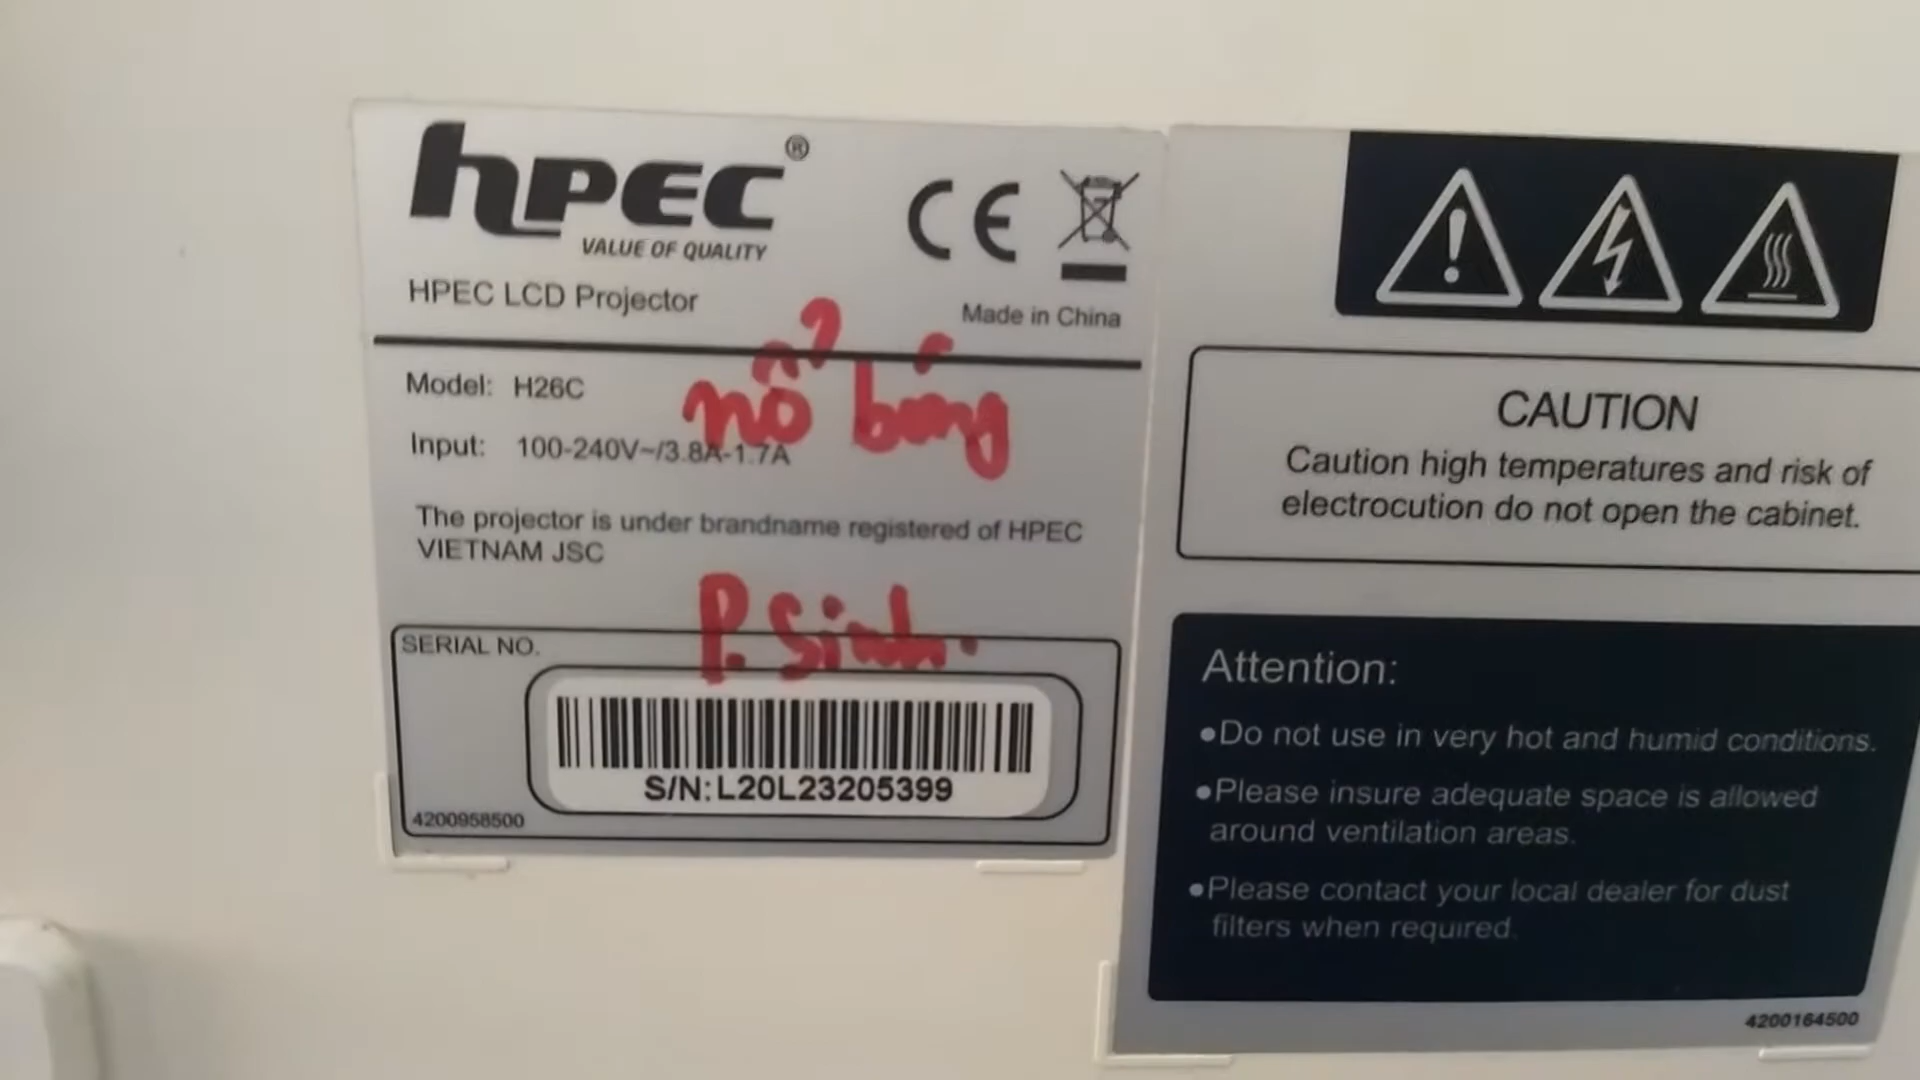 hPEC®
VALUE OF QUALITY
CE
HPEC LCD Projector
Made in China
nổ bóng
Model: H26C
Input: 100-240V~/3.8A-1.7A
The projector is under brandname registered of HPEC
VIETNAM JSC
P. Sinh.
SERIAL NO.
S/N:L20L23205399
4200958500
CAUTION
Caution high temperatures and risk of
electrocution do not open the cabinet.
Attention:
●Do not use in very hot and humid conditions.
●Please insure adequate space is allowed
around ventilation areas.
●Please contact your local dealer for dust
filters when required.
4200164500